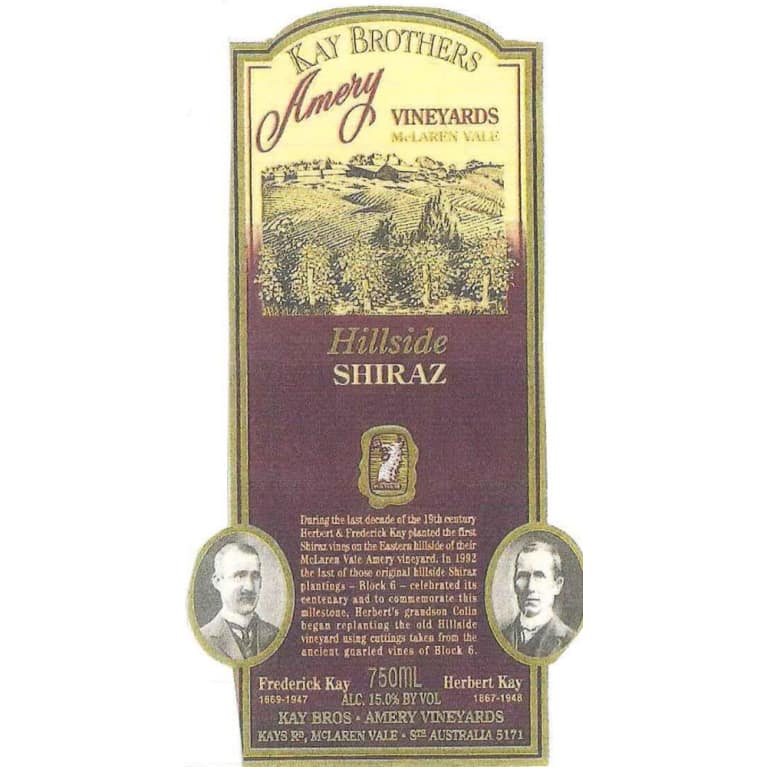 KAY BROTHERS
Amery
VINEYARDS
McLAREN VALE
Hillside
SHIRAZ
During the last decade of the 19th century
Herbert & Frederick Kay planted the first
Shiraz vines on the Eastern hillside of their
McLaren Vale Amery vineyard. In 1992
the last of those original hillside Shiraz
plantings – Block 6 – celebrated its
centenary and to commemorate this
milestone, Herbert's grandson Colin
began replanting the old Hillside
vineyard using cuttings taken from the
ancient gnarled vines of Block 6.
Frederick Kay 750ML Herbert Kay
1869-1947 ALC. 15.0% BY VOL 1867-1948
KAY BROS • AMERY VINEYARDS
KAYS RD, McLAREN VALE • STH AUSTRALIA 5171